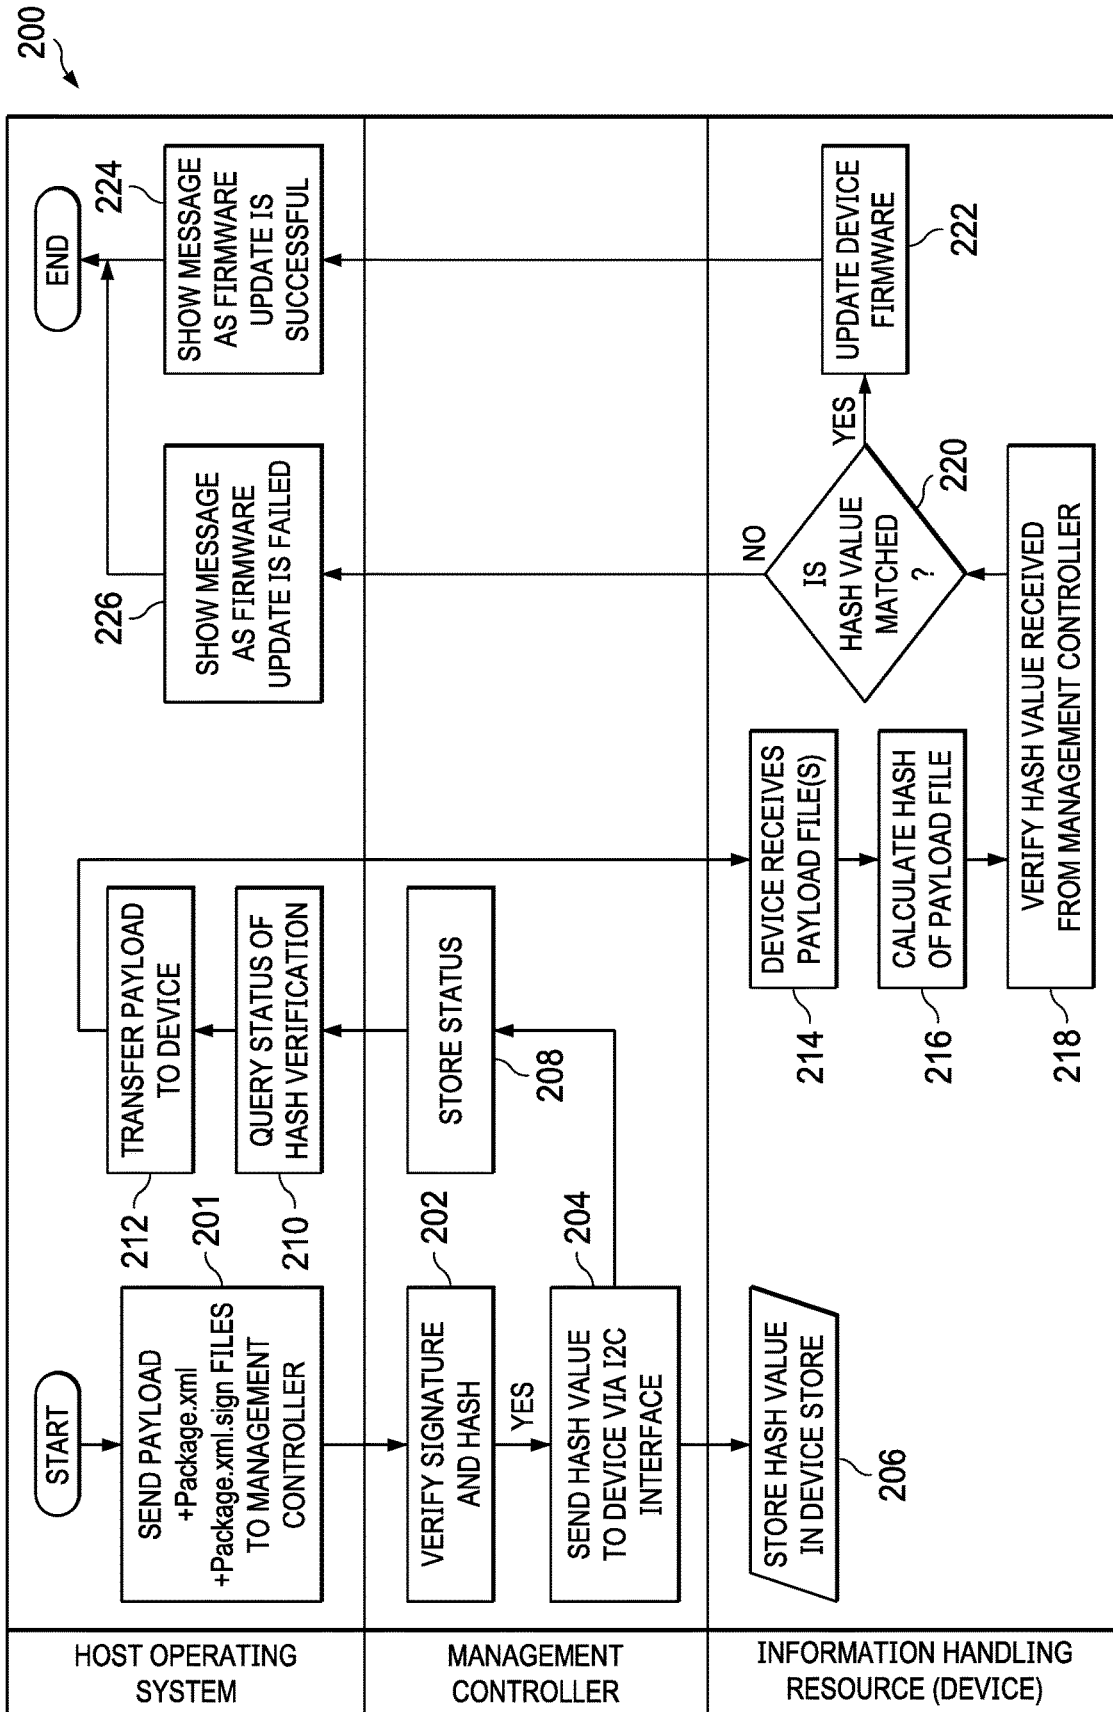 200
HOST OPERATING
SYSTEM
START
SEND PAYLOAD
+Package.xml
+Package.xml.sign FILES
TO MANAGEMENT
CONTROLLER
201
TRANSFER PAYLOAD
TO DEVICE
212
QUERY STATUS OF
HASH VERIFICATION
210
SHOW MESSAGE
AS FIRMWARE
UPDATE IS FAILED
226
END
SHOW MESSAGE
AS FIRMWARE
UPDATE IS
SUCCESSFUL
224
MANAGEMENT
CONTROLLER
VERIFY SIGNATURE
AND HASH
202
YES
SEND HASH VALUE
TO DEVICE VIA I2C
INTERFACE
204
STORE STATUS
208
INFORMATION HANDLING
RESOURCE (DEVICE)
STORE HASH VALUE
IN DEVICE STORE
206
DEVICE RECEIVES
PAYLOAD FILE(S)
214
CALCULATE HASH
OF PAYLOAD FILE
216
VERIFY HASH VALUE RECEIVED
FROM MANAGEMENT CONTROLLER
218
NO
IS
HASH VALUE
MATCHED
?
220
YES
UPDATE DEVICE
FIRMWARE
222